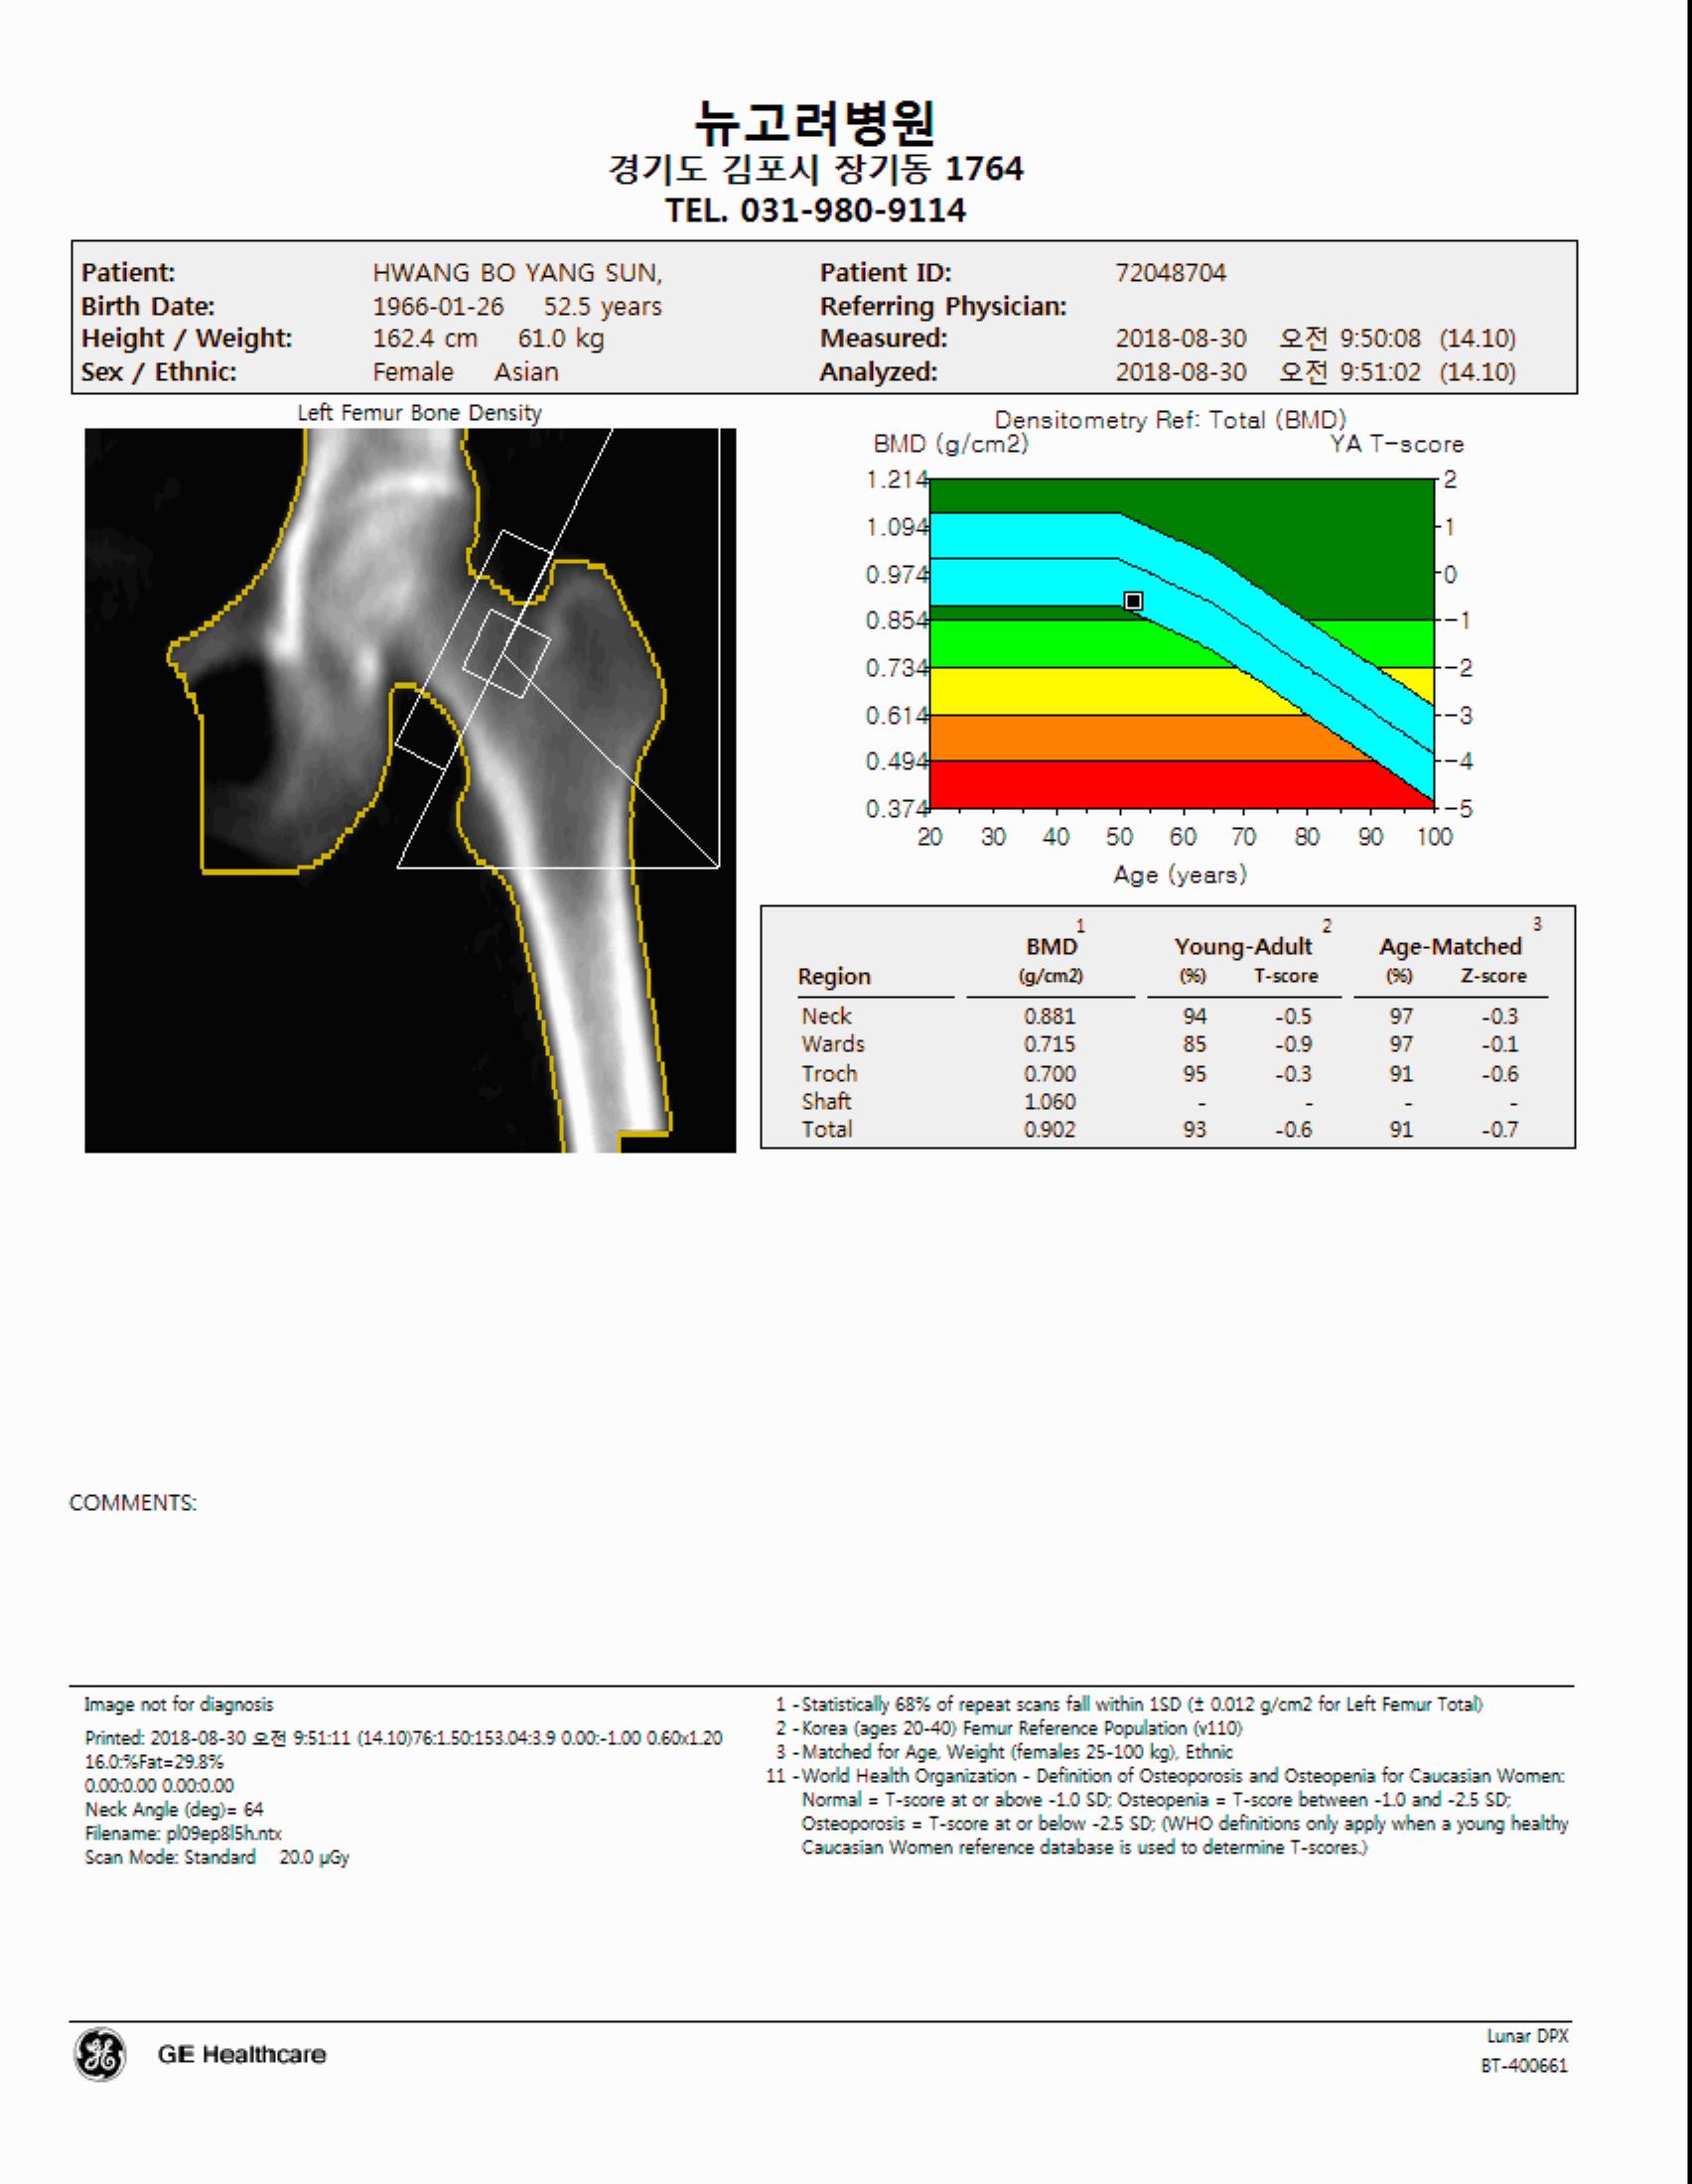 뉴고려병원
경기도 김포시 장기동 1764
TEL. 031-980-9114
Patient: HWANG BO YANG SUN, Patient ID: 72048704
Birth Date: 1966-01-26 52.5 years Referring Physician:
Height / Weight: 162.4 cm 61.0 kg Measured: 2018-08-30 오전 9:50:08 (14.10)
Sex / Ethnic: Female Asian Analyzed: 2018-08-30 오전 9:51:02 (14.10)
Left Femur Bone Density
Densitometry Ref: Total (BMD)
BMD (g/cm2) YA T-score
1.214 2
1.094 1
0.974 0
0.854 -1
0.734 -2
0.614 -3
0.494 -4
0.374 -5
20 30 40 50 60 70 80 90 100
Age (years)
1 2 3
BMD Young-Adult Age-Matched
Region (g/cm2) (%) T-score (%) Z-score
Neck 0.881 94 -0.5 97 -0.3
Wards 0.715 85 -0.9 97 -0.1
Troch 0.700 95 -0.3 91 -0.6
Shaft 1.060 - - - -
Total 0.902 93 -0.6 91 -0.7
COMMENTS:
Image not for diagnosis
Printed: 2018-08-30 오전 9:51:11 (14.10)76:1.50:153.04:3.9 0.00:-1.00 0.60x1.20
16.0:%Fat=29.8%
0.00:0.00 0.00:0.00
Neck Angle (deg)= 64
Filename: pl09ep8l5h.ntx
Scan Mode: Standard 20.0 µGy
1 -Statistically 68% of repeat scans fall within 1SD (± 0.012 g/cm2 for Left Femur Total)
2 -Korea (ages 20-40) Femur Reference Population (v110)
3 -Matched for Age, Weight (females 25-100 kg), Ethnic
11 -World Health Organization - Definition of Osteoporosis and Osteopenia for Caucasian Women:
Normal = T-score at or above -1.0 SD; Osteopenia = T-score between -1.0 and -2.5 SD;
Osteoporosis = T-score at or below -2.5 SD; (WHO definitions only apply when a young healthy
Caucasian Women reference database is used to determine T-scores.)
GE Healthcare
Lunar DPX
BT-400661